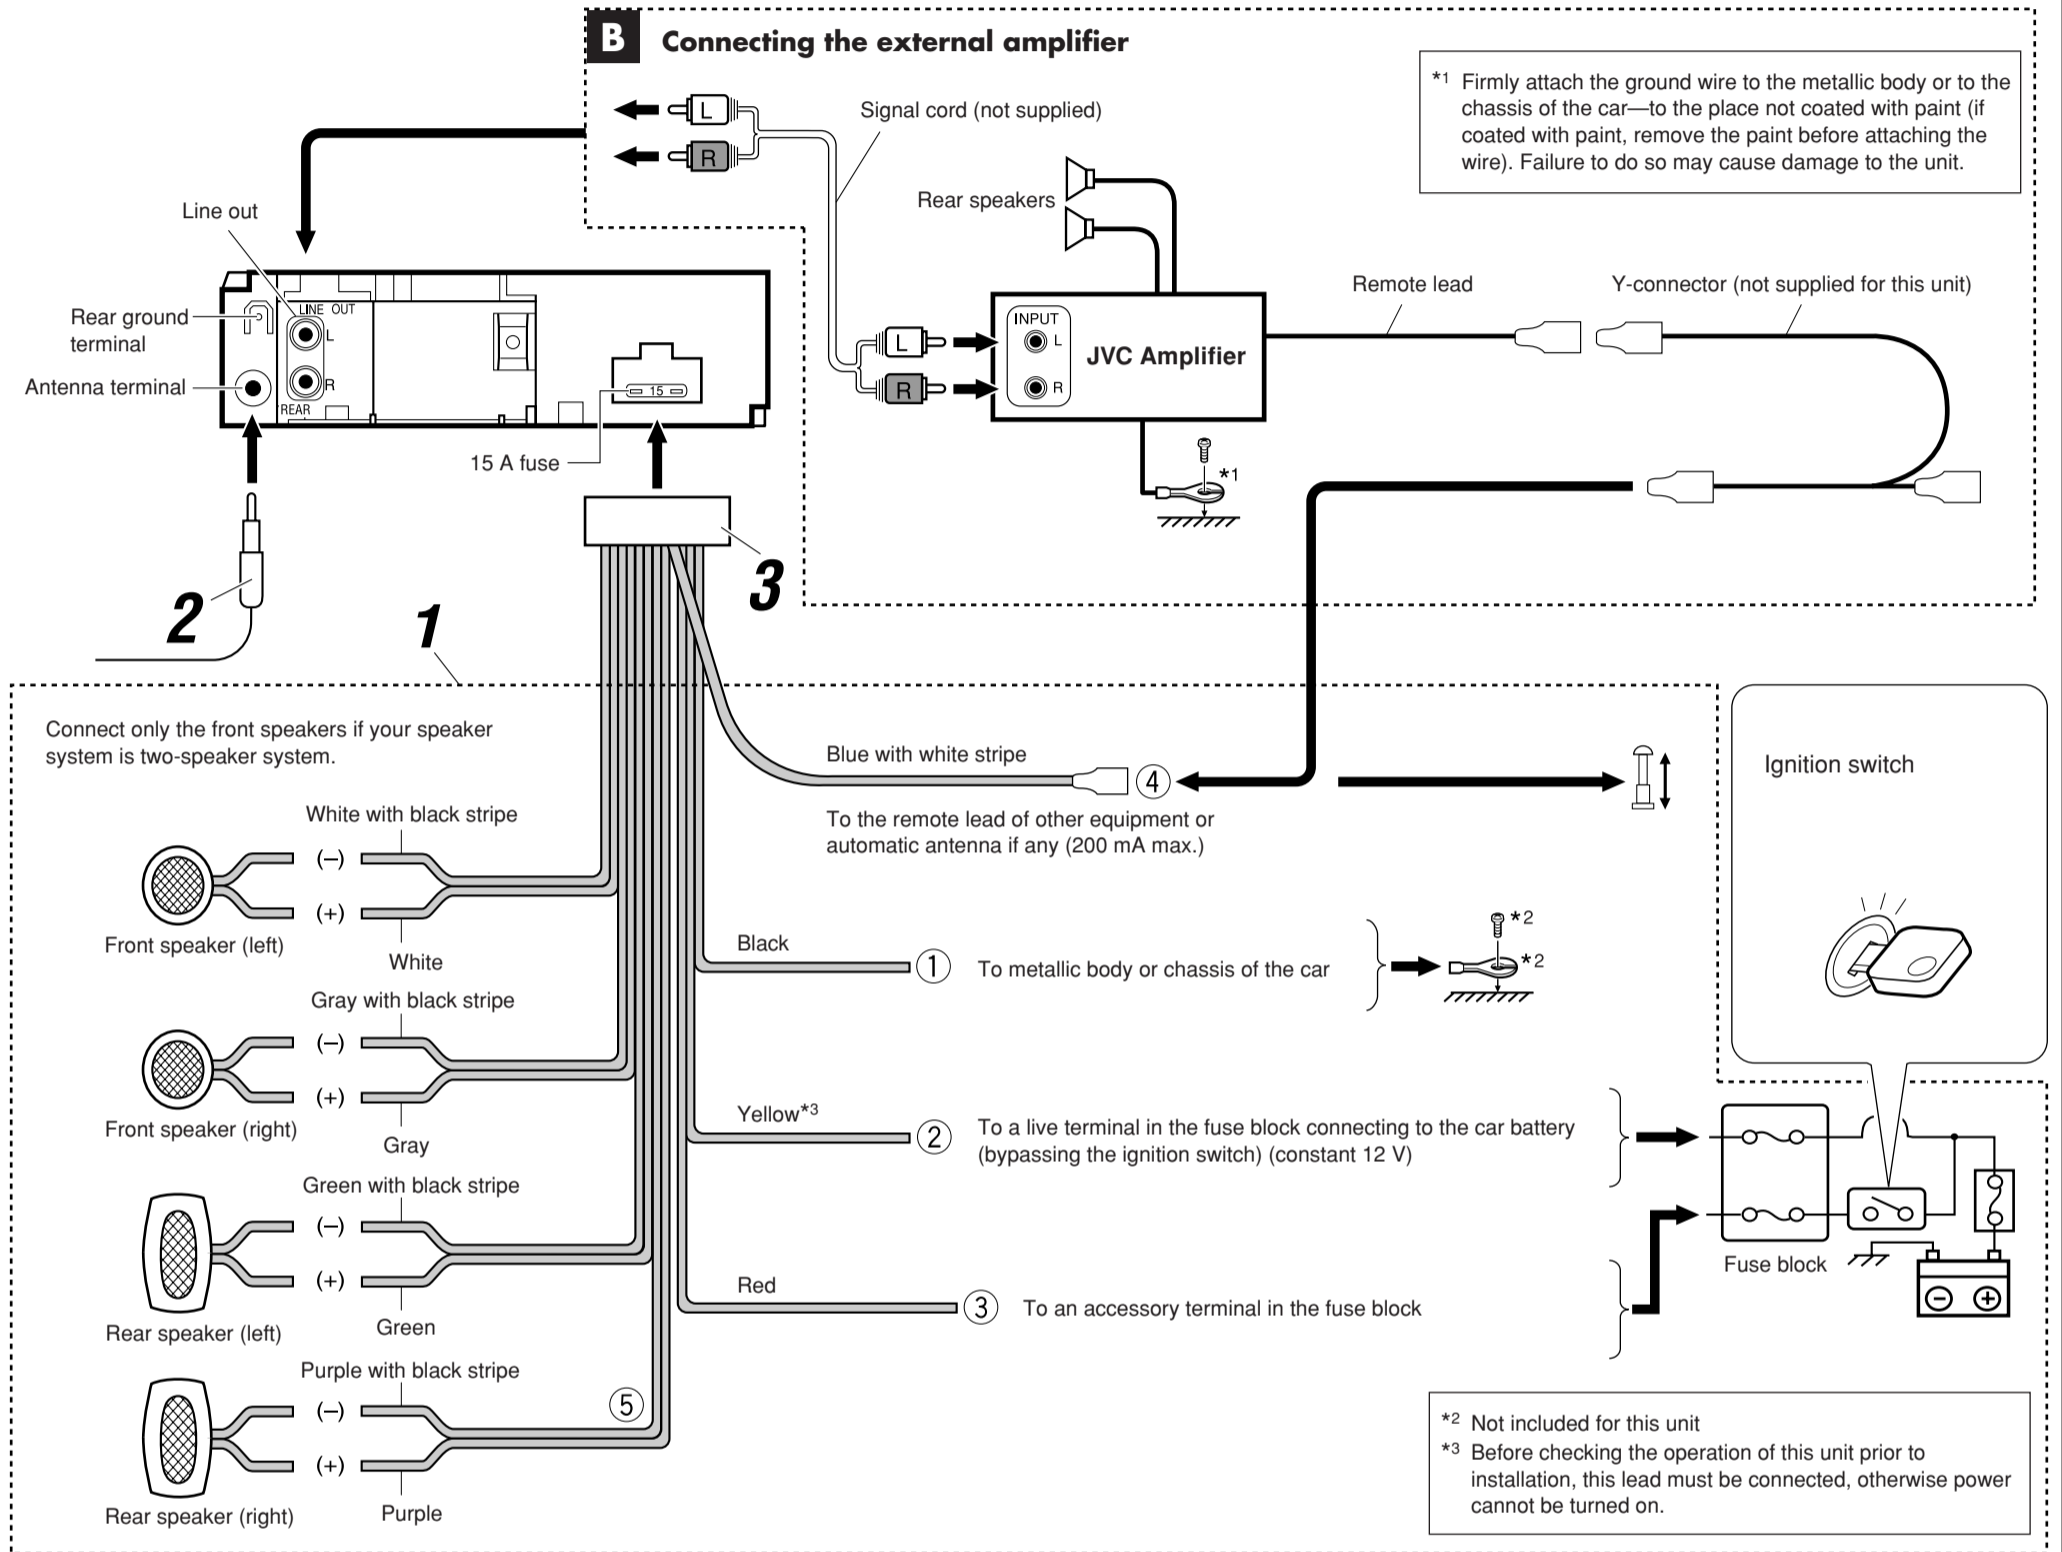 B Connecting the external amplifier
*1 Firmly attach the ground wire to the metallic body or to the
chassis of the car—to the place not coated with paint (if
coated with paint, remove the paint before attaching the
wire). Failure to do so may cause damage to the unit.
L
R
Signal cord (not supplied)
Rear speakers
Line out
Remote lead
Y-connector (not supplied for this unit)
Rear ground
terminal
Antenna terminal
LINE OUT
L
R
REAR
15
15 A fuse
L
R
INPUT
L
R
JVC Amplifier
*1
2
3
1
Connect only the front speakers if your speaker
system is two-speaker system.
Blue with white stripe
4
To the remote lead of other equipment or
automatic antenna if any (200 mA max.)
Ignition switch
White with black stripe
(–)
(+)
Front speaker (left)
White
Black
1
To metallic body or chassis of the car
*2
*2
Gray with black stripe
(–)
(+)
Front speaker (right)
Gray
Yellow*3
2
To a live terminal in the fuse block connecting to the car battery
(bypassing the ignition switch) (constant 12 V)
Green with black stripe
(–)
(+)
Rear speaker (left)
Green
Red
3
To an accessory terminal in the fuse block
Fuse block
– +
Purple with black stripe
5
(–)
(+)
Rear speaker (right)
Purple
*2 Not included for this unit
*3 Before checking the operation of this unit prior to
installation, this lead must be connected, otherwise power
cannot be turned on.